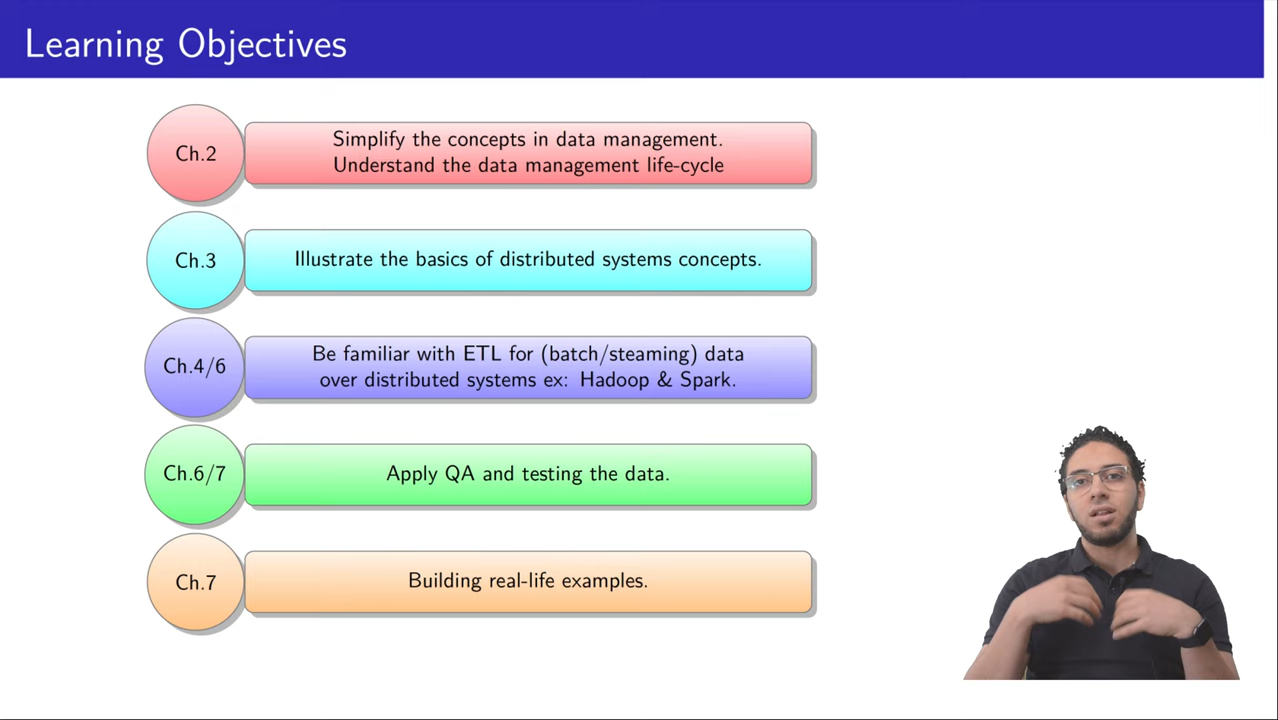 Learning Objectives
Ch.2
Simplify the concepts in data management.
Understand the data management life-cycle
Ch.3
Illustrate the basics of distributed systems concepts.
Ch.4/6
Be familiar with ETL for (batch/steaming) data
over distributed systems ex: Hadoop & Spark.
Ch.6/7
Apply QA and testing the data.
Ch.7
Building real-life examples.